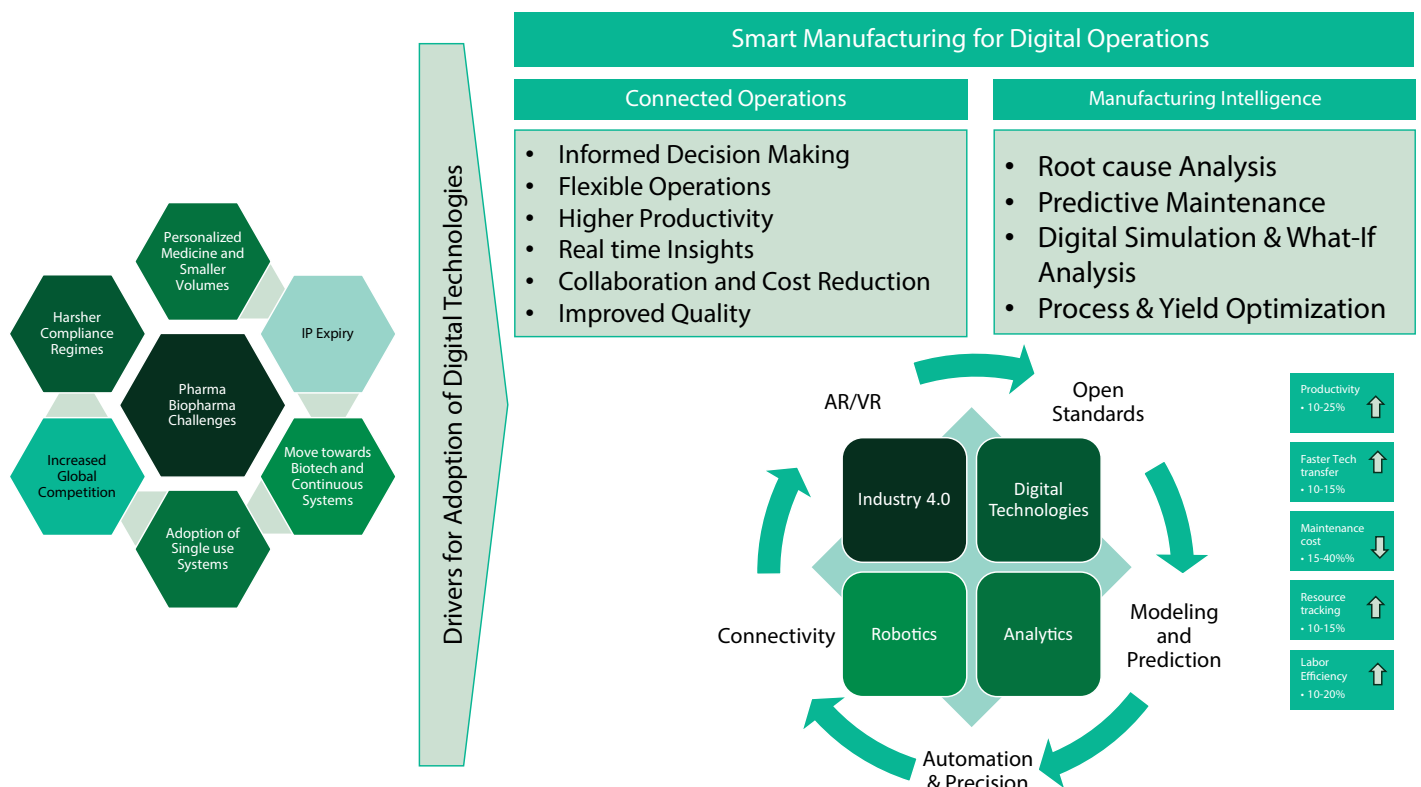 Smart Manufacturing for Digital Operations
Connected Operations
Manufacturing Intelligence
• Informed Decision Making
• Flexible Operations
• Higher Productivity
• Real time Insights
• Collaboration and Cost Reduction
• Improved Quality
• Root cause Analysis
• Predictive Maintenance
• Digital Simulation & What-If
Analysis
• Process & Yield Optimization
Drivers for Adoption of Digital Technologies
Personalized
Medicine and
Smaller
Volumes
Harsher
Compliance
Regimes
IP Expiry
Pharma
Biopharma
Challenges
Increased
Global
Competition
Move towards
Biotech and
Continuous
Systems
Adoption of
Single use
Systems
AR/VR
Open
Standards
Industry 4.0
Digital
Technologies
Connectivity
Robotics
Analytics
Modeling
and
Prediction
Automation
& Precision
Productivity
• 10-25%
Faster Tech
transfer
• 10-15%
Maintenance
cost
• 15-40%%
Resource
tracking
• 10-15%
Labor
Efficiency
• 10-20%